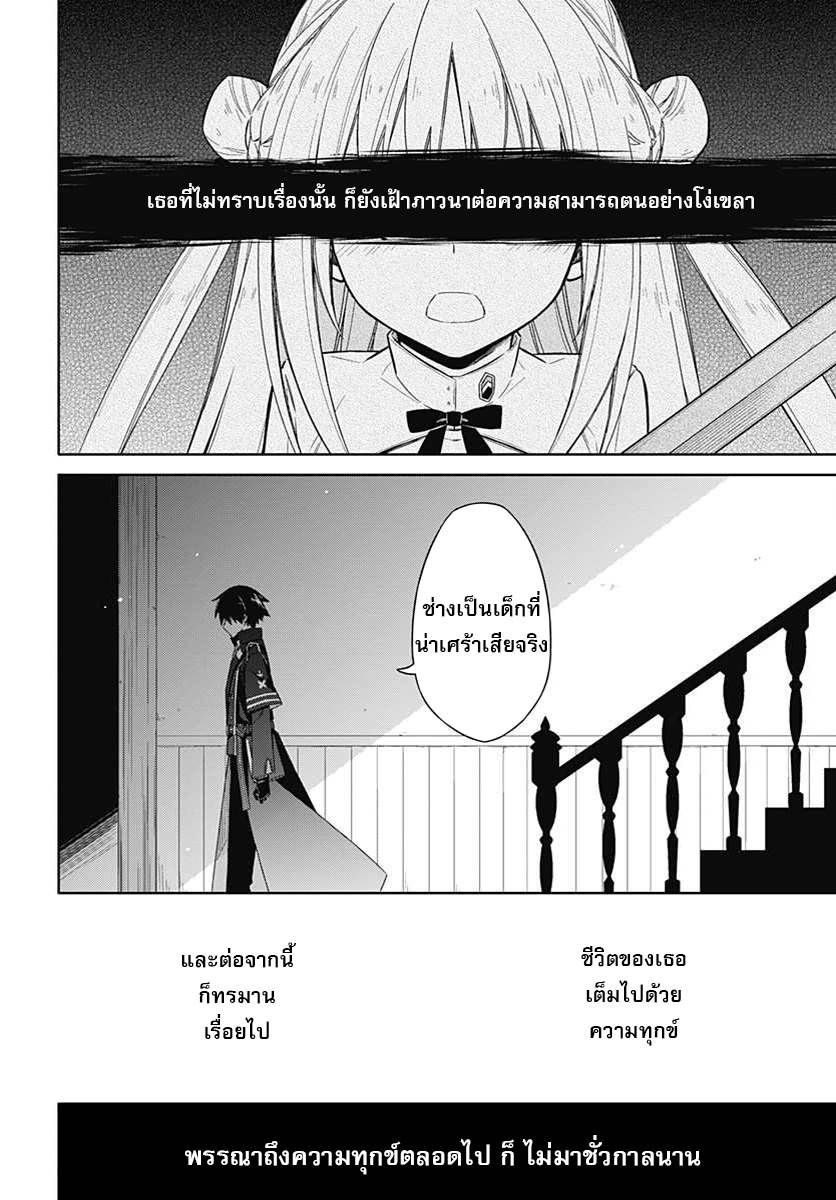 เธอที่ไม่ทราบเรื่องนั้น ก็ยังเฝ้าภาวนาต่อความสามารถตนอย่างโง่เขลา
ช่างเป็นเด็กที่
น่าเศร้าเสียจริง
ชีวิตของเธอ
เต็มไปด้วย
ความทุกข์
และต่อจากนี้
ก็ทรมาน
เรื่อยไป
พรรณาถึงความทุกข์ตลอดไป ก็ ไม่มาชั่วกาลนาน